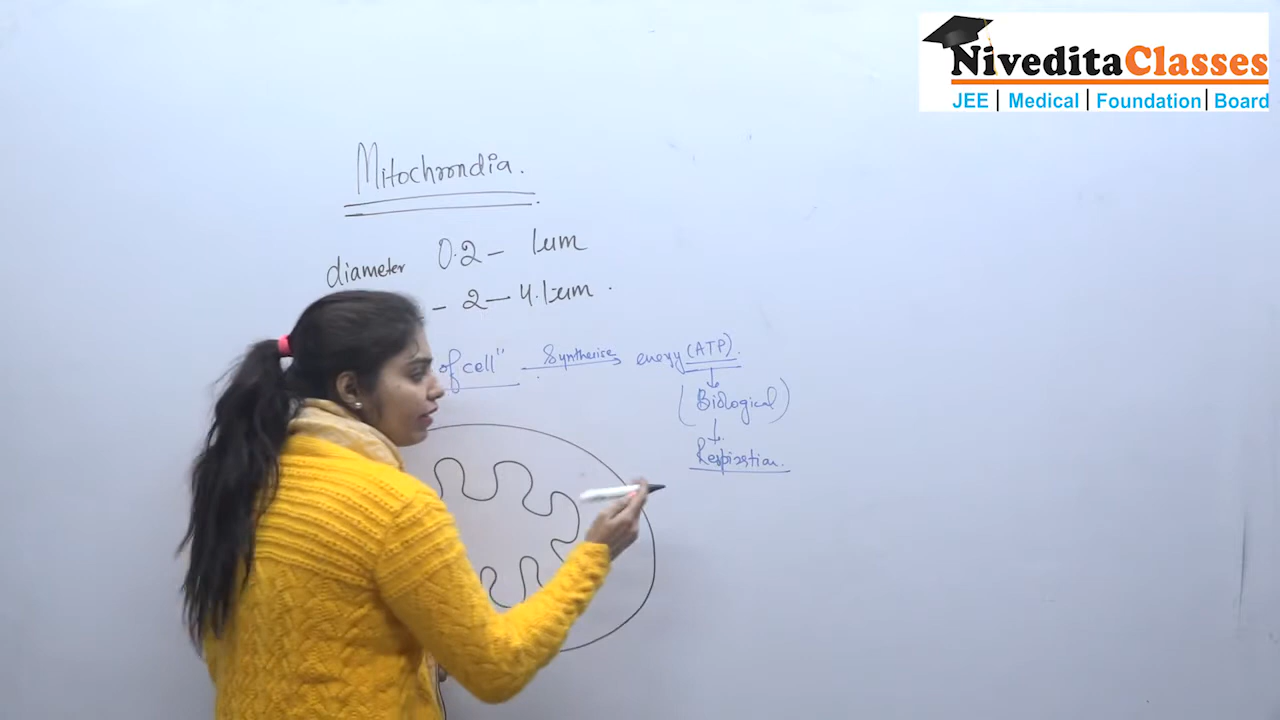 NiveditaClasses
JEE | Medical | Foundation | Board
Mitochrondia.
diameter 0.2 – 1um
– 2 – 4.1um.
of cell" Synthesise energy (ATP).
(Biological)
Respiration.